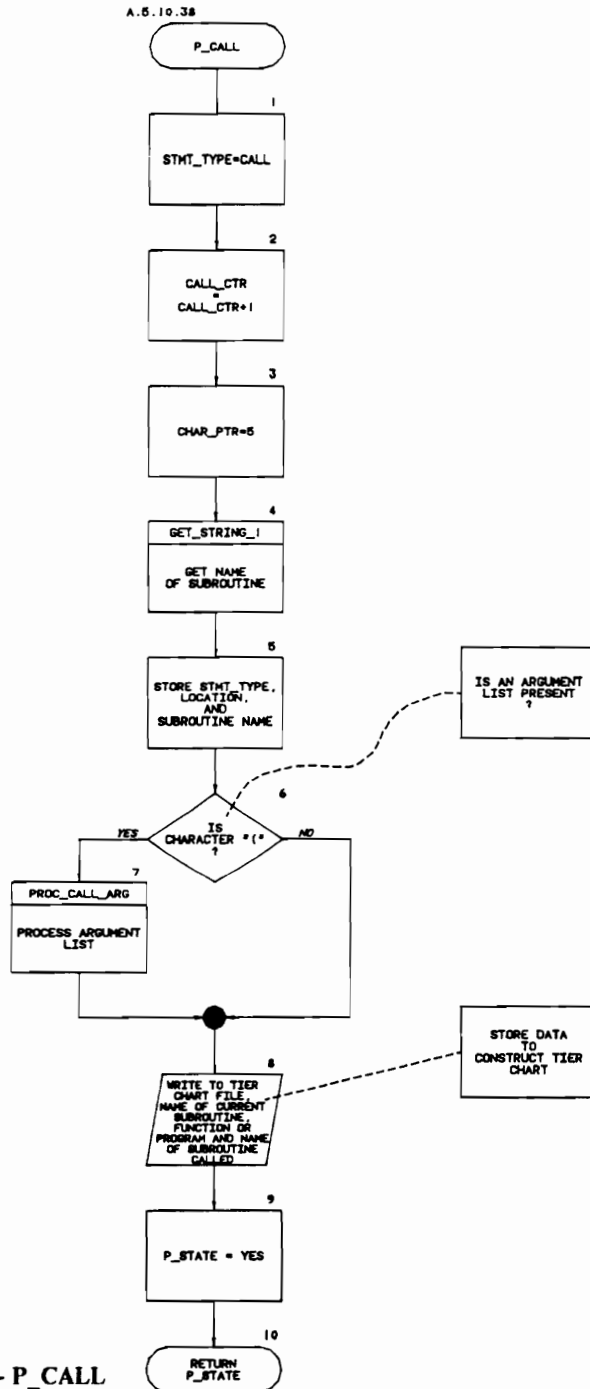 A.5.10.38
P_CALL
1
STMT_TYPE=CALL
2
CALL_CTR
=
CALL_CTR+1
3
CHAR_PTR=5
4
GET_STRING_1
GET NAME
OF SUBROUTINE
5
STORE STMT_TYPE,
LOCATION,
AND
SUBROUTINE NAME
IS AN ARGUMENT
LIST PRESENT
?
6
IS
CHARACTER "("
?
YES
NO
7
PROC_CALL_ARG
PROCESS ARGUMENT
LIST
8
WRITE TO TIER
CHART FILE,
NAME OF CURRENT
SUBROUTINE,
FUNCTION OR
PROGRAM AND NAME
OF SUBROUTINE
CALLED
STORE DATA
TO
CONSTRUCT TIER
CHART
9
P_STATE = YES
10
RETURN
P_STATE
- P_CALL